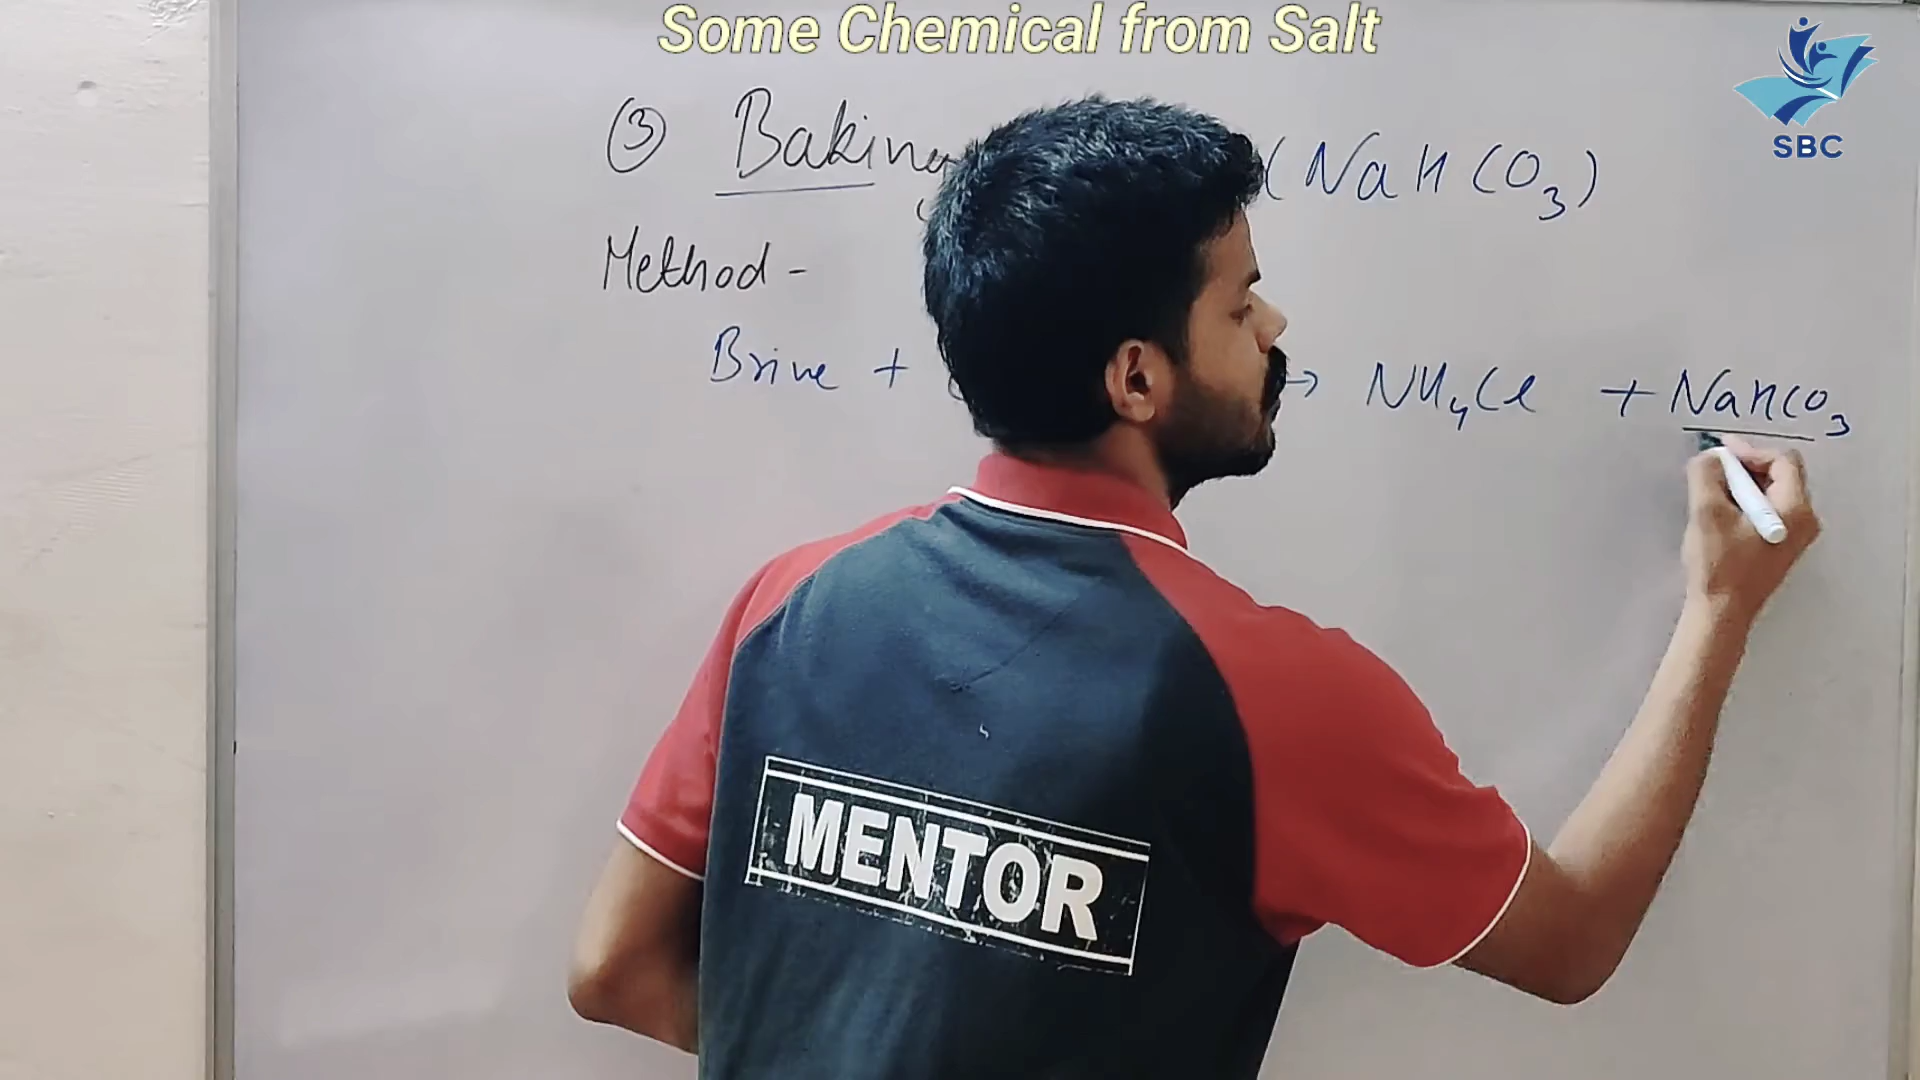 Some Chemical from Salt
SBC
③ Baking (NaHCO₃)
Method -
Brine + → NH₄Cl + NaHCO₃
MENTOR